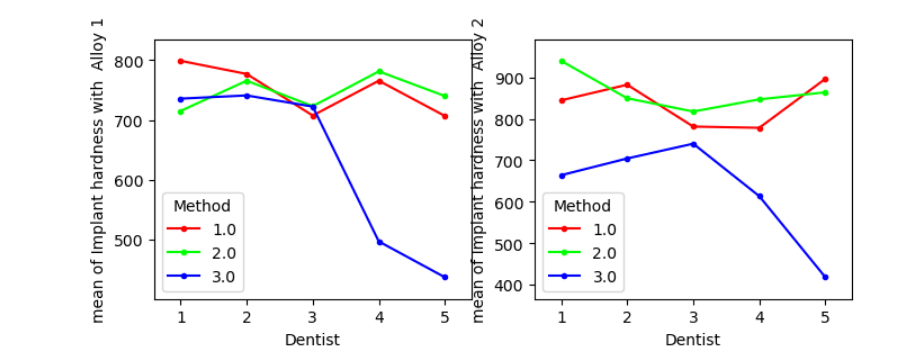 mean of Implant hardness with  Alloy 1
800
700
600
500
Method
1.0
2.0
3.0
1 2 3 4 5
Dentist
mean of Implant hardness with  Alloy 2
900
800
700
600
500
400
Method
1.0
2.0
3.0
1 2 3 4 5
Dentist